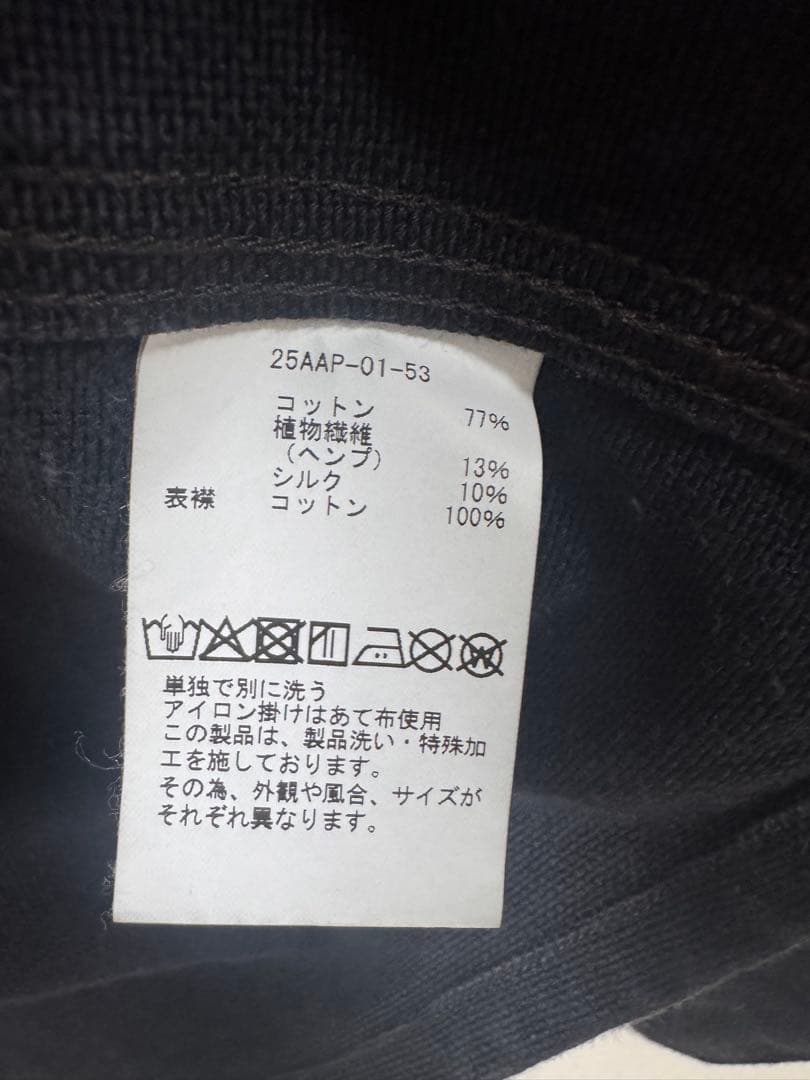 25AAP-01-53
コットン 77%
植物繊維
（ヘンプ） 13%
シルク 10%
表襟 コットン 100%
W
単独で別に洗う
アイロン掛けはあて布使用
この製品は、製品洗い・特殊加
工を施しております。
その為、外観や風合、サイズが
それぞれ異なります。